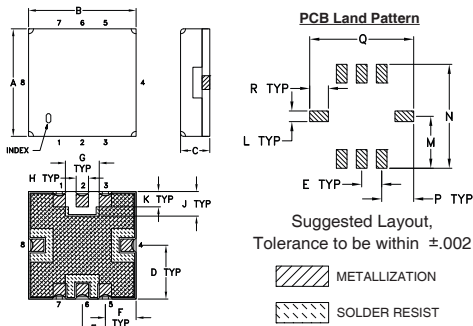 PCB Land Pattern
B
7 6 5
A
8
4
INDEX
1 2 3
C
Q
R TYP
L TYP
N
M
E TYP
P TYP
G
TYP
H TYP
1 2 3
K TYP
J TYP
8
4
D TYP
7 6 5
F
TYP
Suggested Layout,
Tolerance to be within ±.002
METALLIZATION
SOLDER RESIST